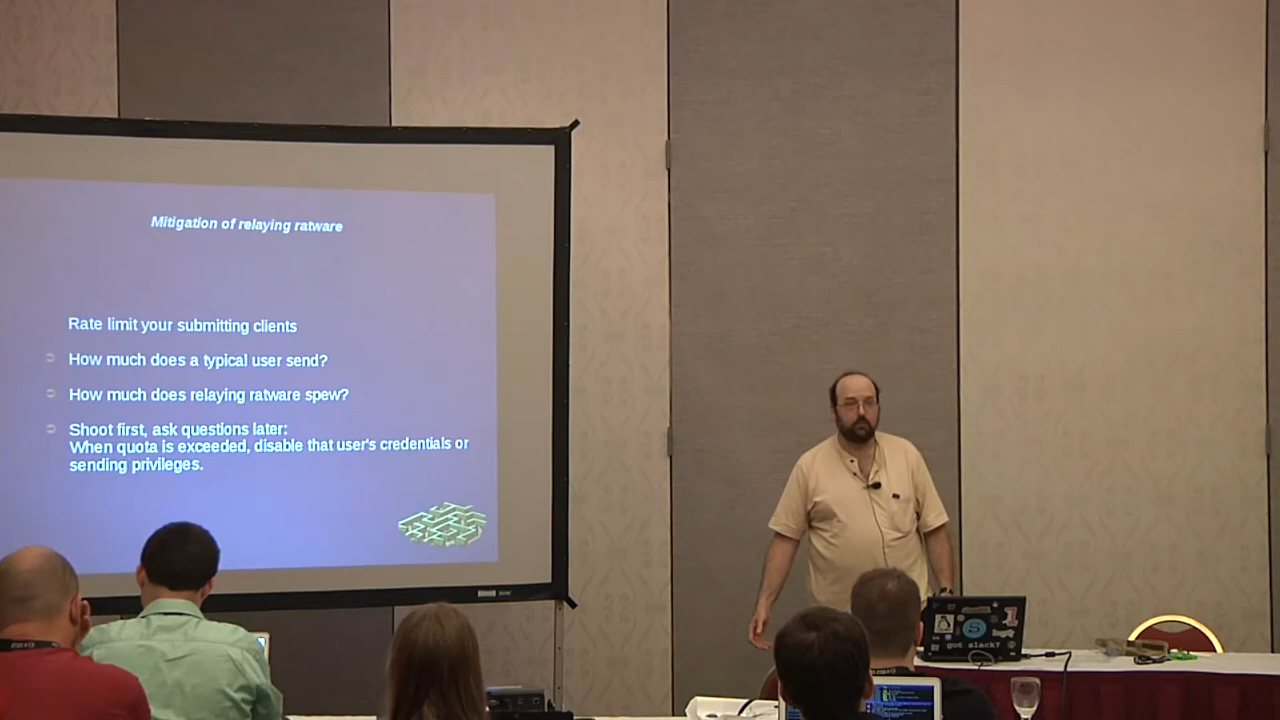 Mitigation of relaying ratware
Rate limit your submitting clients
How much does a typical user send?
How much does relaying ratware spew?
Shoot first, ask questions later:
When quota is exceeded, disable that user's credentials or
sending privileges.
S
got slack?